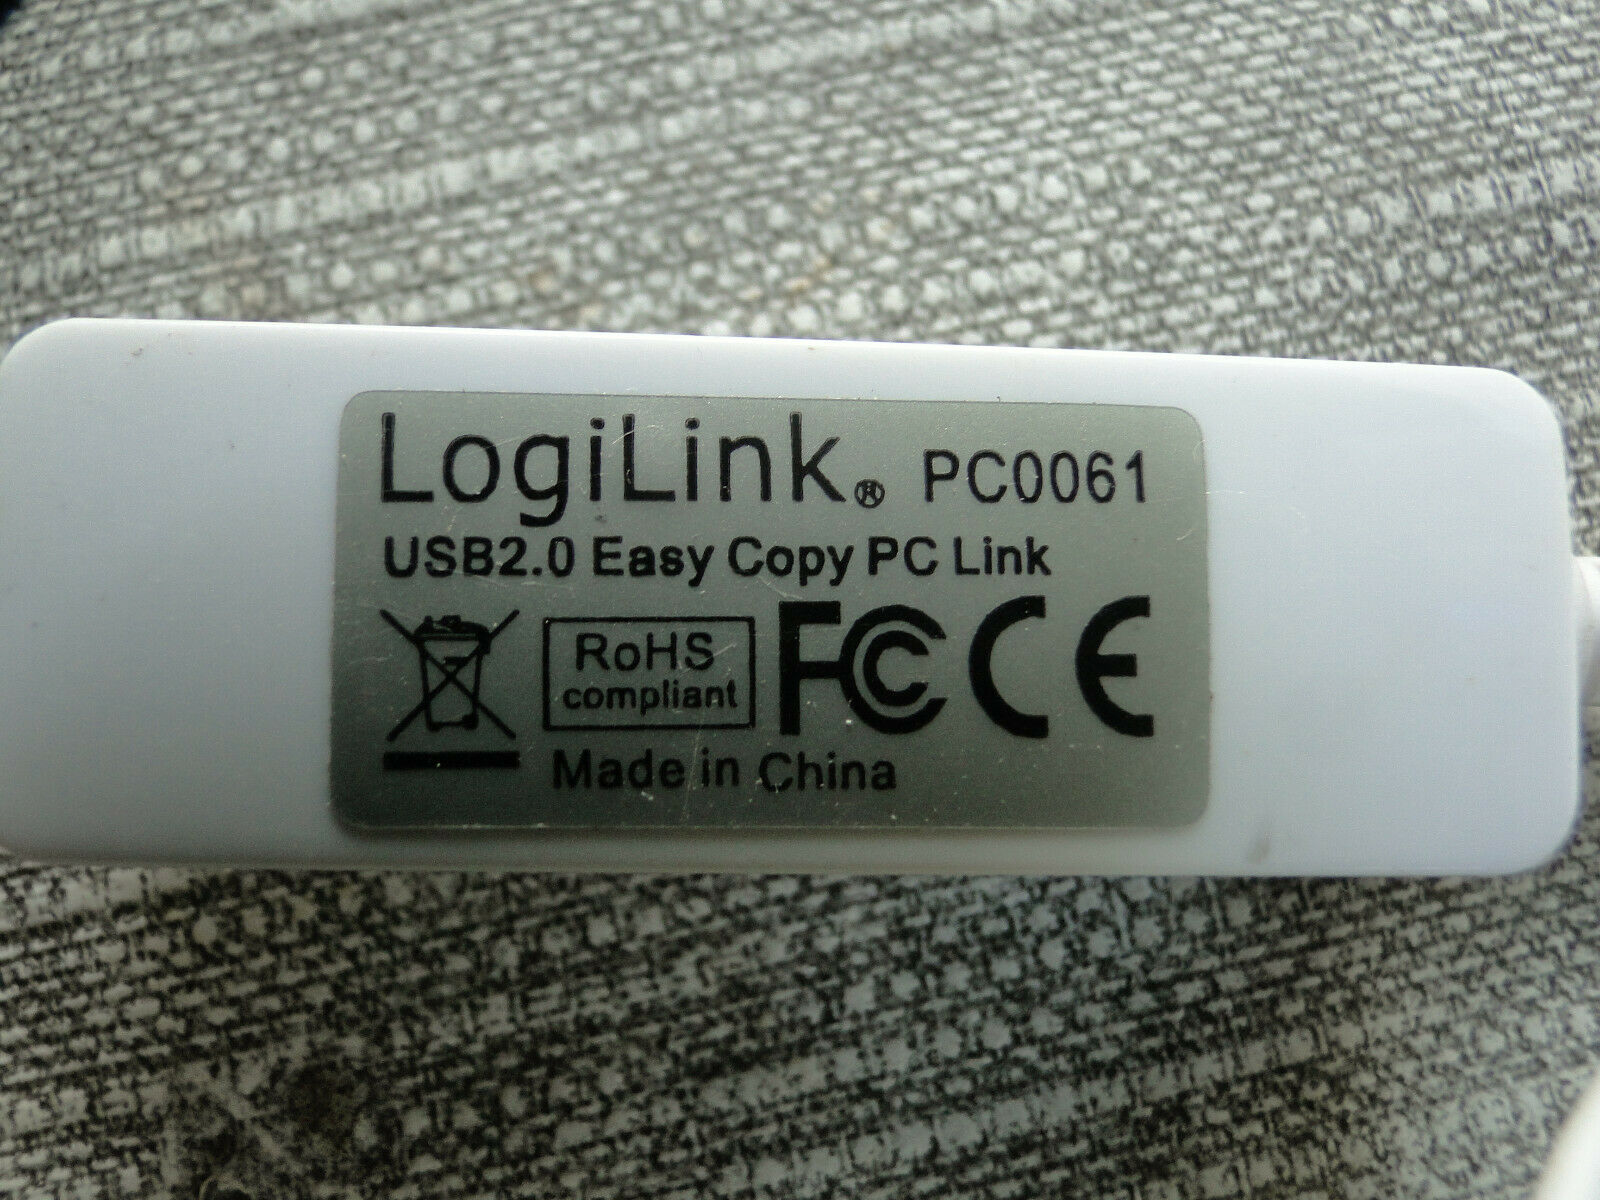 LogiLink® PC0061
USB2.0 Easy Copy PC Link
RoHS
compliant
FC CE
Made in China